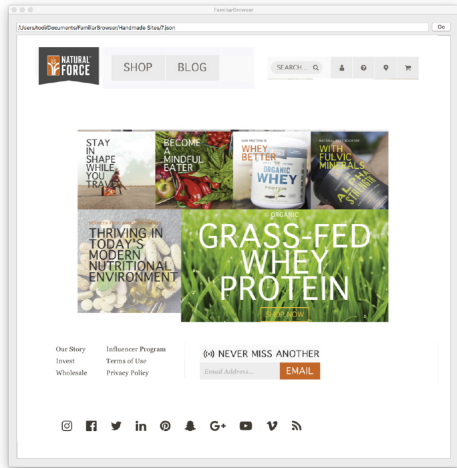 FamiliarBrowser
/Users/todi/Documents/FamiliarBrowser/Handmade Sites/7.json
Go
NATURAL
FORCE
SHOP
BLOG
SEARCH...
STAY
IN
SHAPE
WHILE
YOU
TRAVEL
BECOME
A
MINDFUL
EATER
WHEY
BETTER
ORGANIC
WHEY
PROTEIN
WITH
FULVIC
MINERALS
THRIVING IN
TODAY'S
MODERN
NUTRITIONAL
ENVIRONMENT
ORGANIC
GRASS-FED
WHEY
PROTEIN
SHOP NOW
Our Story
Invest
Wholesale
Influencer Program
Terms of Use
Privacy Policy
NEVER MISS ANOTHER
Email Address...
EMAIL
G+